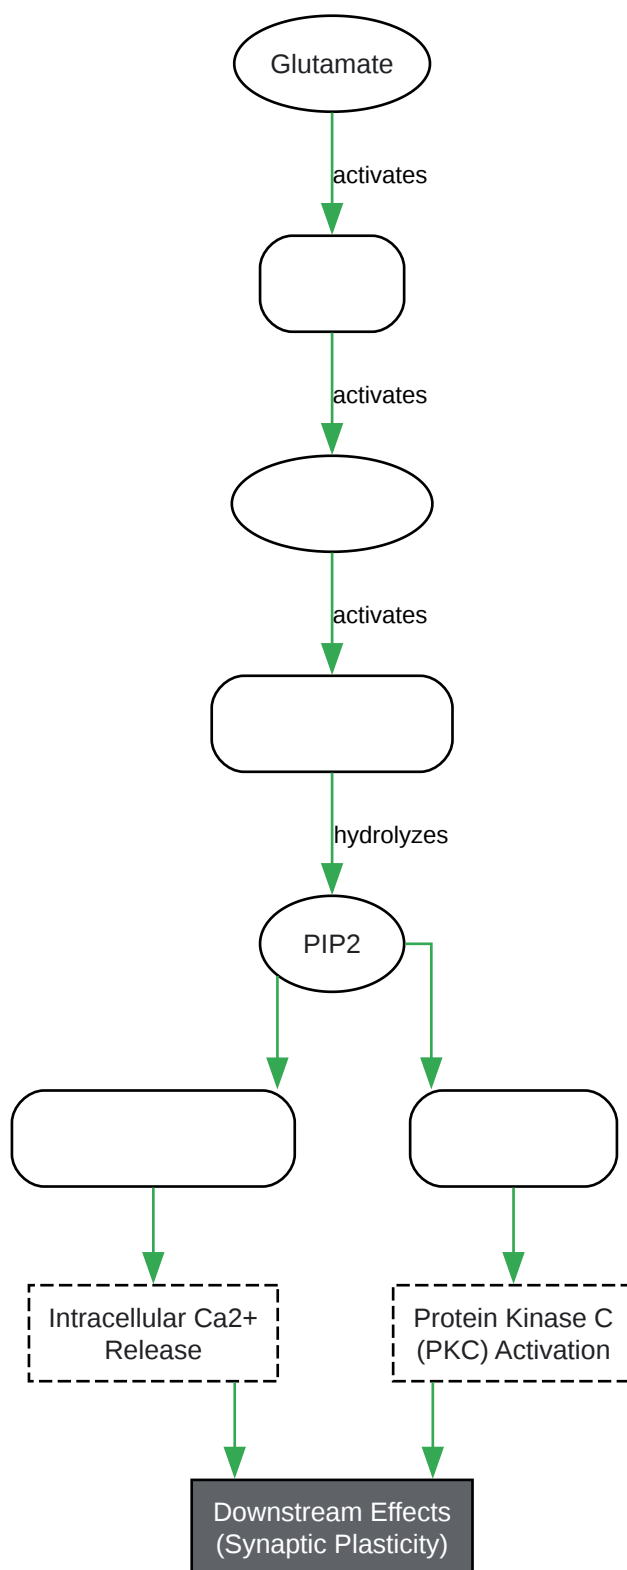 Glutamate
activates
activates
activates
hydrolyzes
PIP2
Intracellular Ca2+
Release
Protein Kinase C
(PKC) Activation
Downstream Effects
(Synaptic Plasticity)